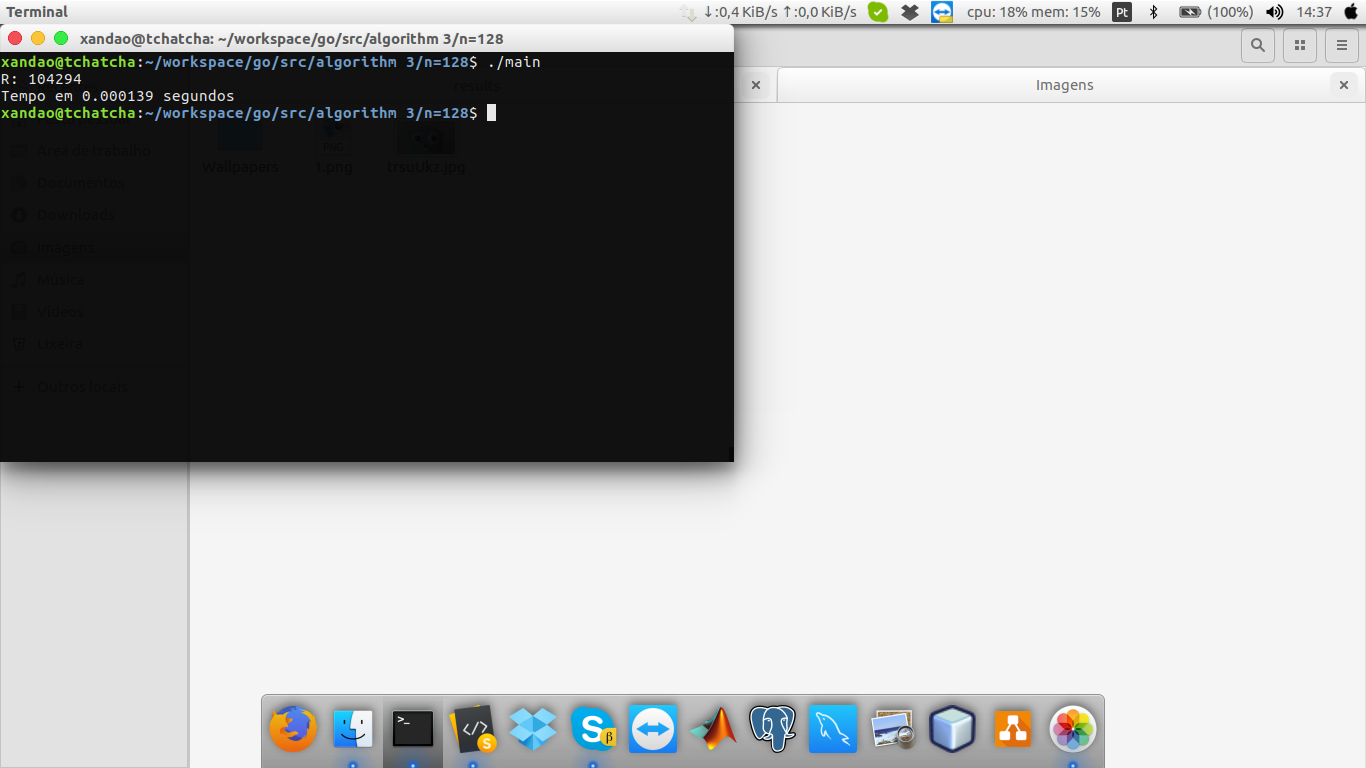 Terminal
↓:0,4 KiB/s ↑:0,0 KiB/s
cpu: 18% mem: 15%
Pt
(100%)
14:37
xandao@tchatcha: ~/workspace/go/src/algorithm 3/n=128
xandao@tchatcha:~/workspace/go/src/algorithm 3/n=128$ ./main
R: 104294
Tempo em 0.000139 segundos
xandao@tchatcha:~/workspace/go/src/algorithm 3/n=128$
results
Imagens
Área de trabalho
Documentos
Downloads
Imagens
Música
Vídeos
Lixeira
Outros locais
Wallpapers
PNG
1.png
trsuUkz.jpg
>_
</>
S
S
β